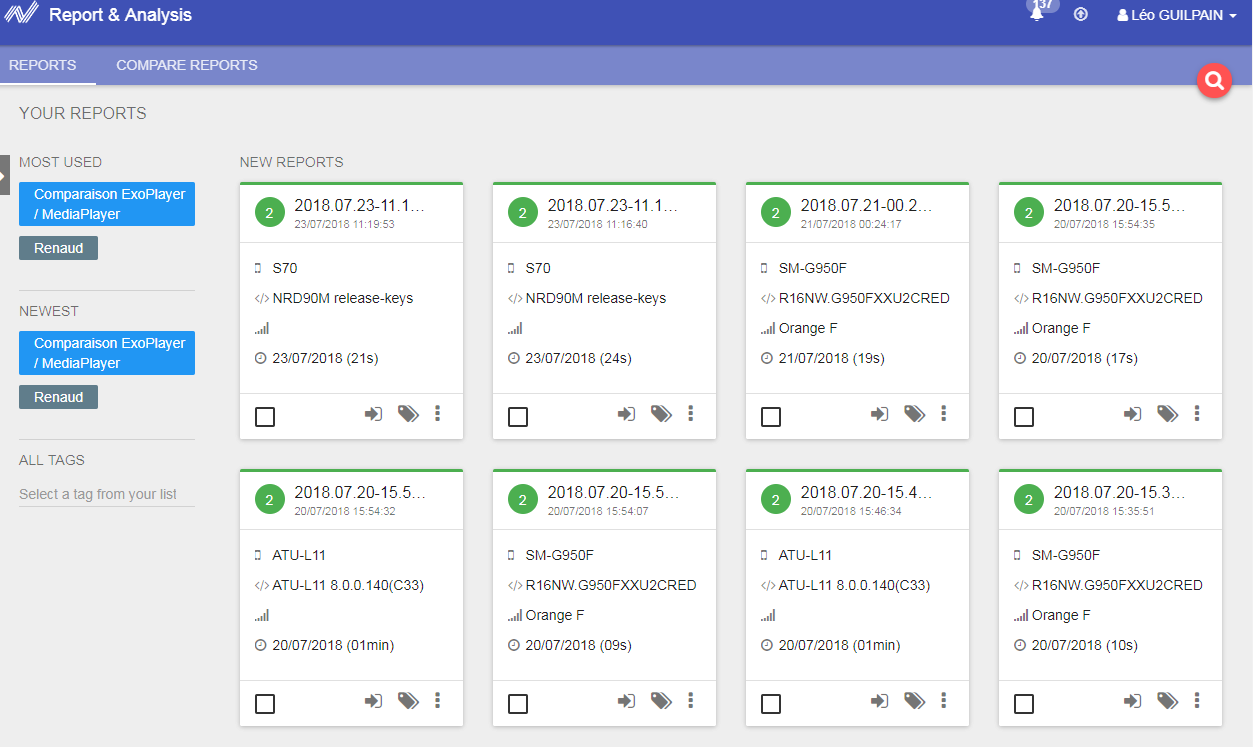 Report & Analysis
137
Léo GUILPAIN
REPORTS
COMPARE REPORTS
YOUR REPORTS
MOST USED
Comparaison ExoPlayer
/ MediaPlayer
Renaud
NEWEST
Comparaison ExoPlayer
/ MediaPlayer
Renaud
ALL TAGS
Select a tag from your list
NEW REPORTS
2
2018.07.23-11.1...
23/07/2018 11:19:53
S70
NRD90M release-keys
23/07/2018 (21s)
2
2018.07.23-11.1...
23/07/2018 11:16:40
S70
NRD90M release-keys
23/07/2018 (24s)
2
2018.07.21-00.2...
21/07/2018 00:24:17
SM-G950F
R16NW.G950FXXU2CRED
Orange F
21/07/2018 (19s)
2
2018.07.20-15.5...
20/07/2018 15:54:35
SM-G950F
R16NW.G950FXXU2CRED
Orange F
20/07/2018 (17s)
2
2018.07.20-15.5...
20/07/2018 15:54:32
ATU-L11
ATU-L11 8.0.0.140(C33)
20/07/2018 (01min)
2
2018.07.20-15.5...
20/07/2018 15:54:07
SM-G950F
R16NW.G950FXXU2CRED
Orange F
20/07/2018 (09s)
2
2018.07.20-15.4...
20/07/2018 15:46:34
ATU-L11
ATU-L11 8.0.0.140(C33)
20/07/2018 (01min)
2
2018.07.20-15.3...
20/07/2018 15:35:51
SM-G950F
R16NW.G950FXXU2CRED
Orange F
20/07/2018 (10s)